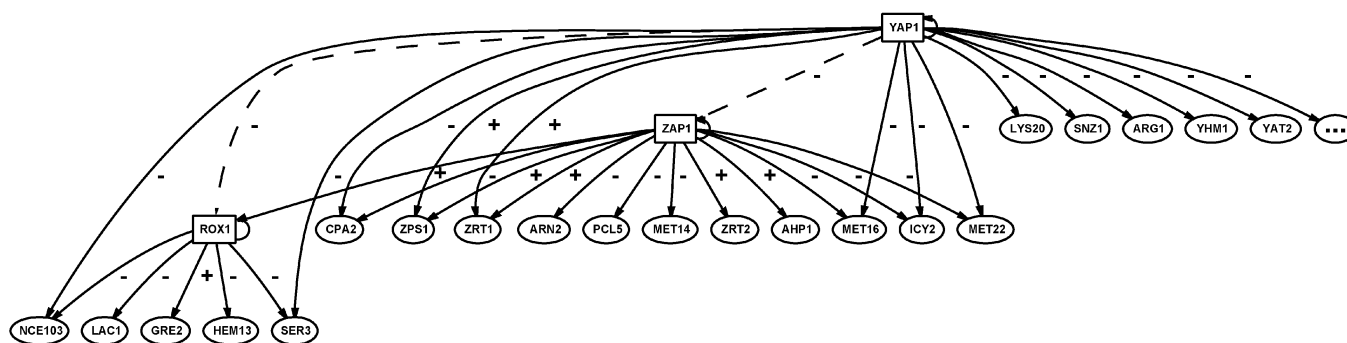 YAP1
-
LYS20 SNZ1 ARG1 YHM1 YAT2 ...
- - - - -
ZAP1
- - + + - - -
ROX1
- + - + + - - - + + - - -
CPA2 ZPS1 ZRT1 ARN2 PCL5 MET14 ZRT2 AHP1 MET16 ICY2 MET22
-
- - + - -
NCE103 LAC1 GRE2 HEM13 SER3